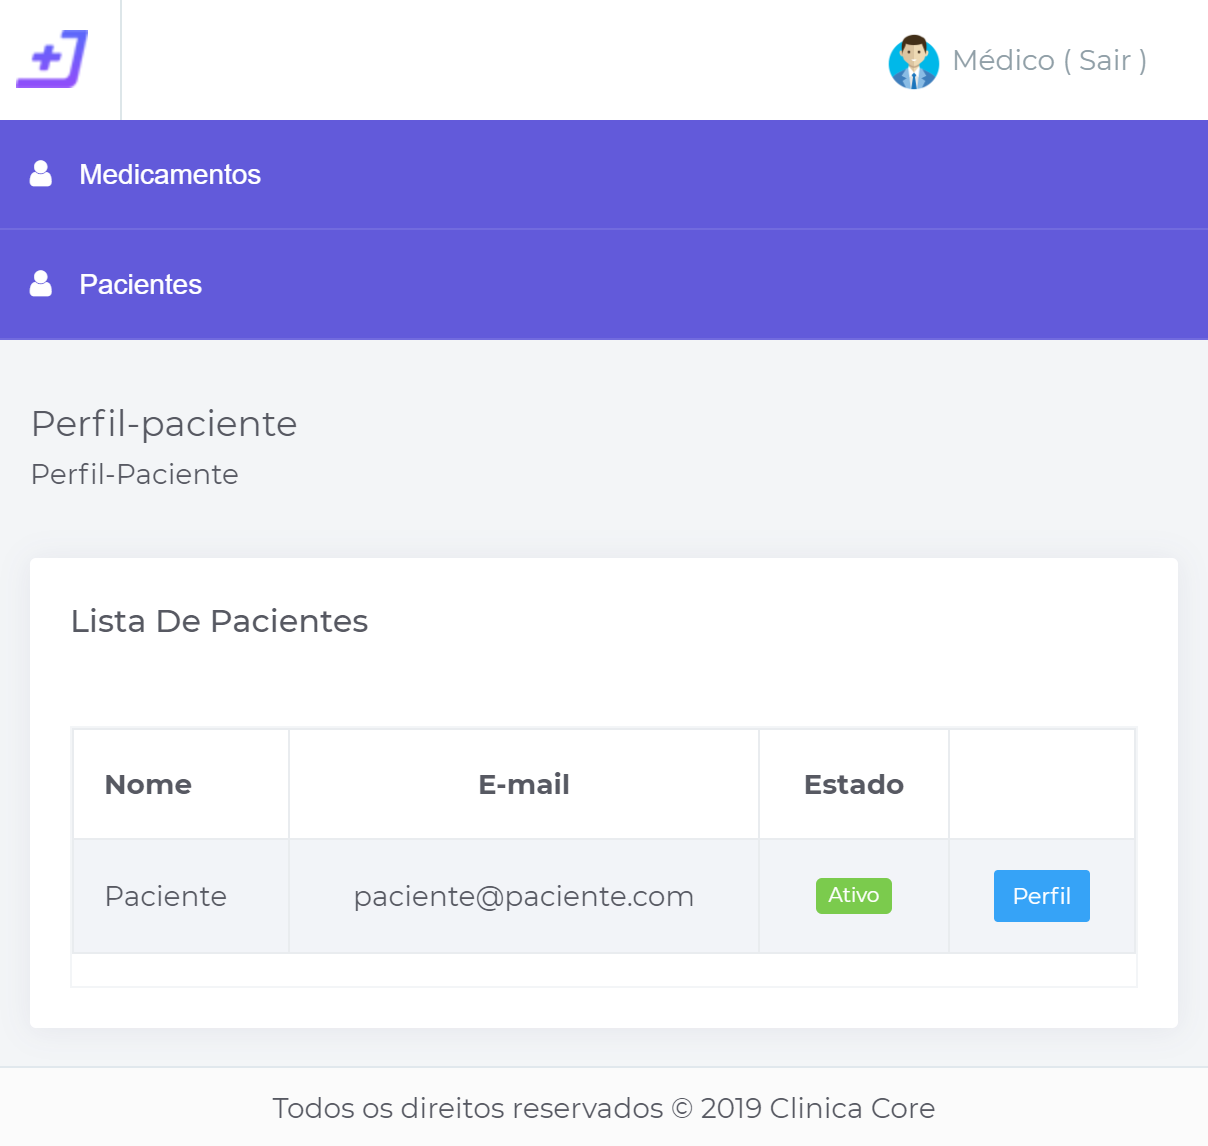 Médico ( Sair )
Medicamentos
Pacientes
Perfil-paciente
Perfil-Paciente
Lista De Pacientes
Nome E-mail Estado
Paciente paciente@paciente.com Ativo Perfil
Todos os direitos reservados © 2019 Clinica Core